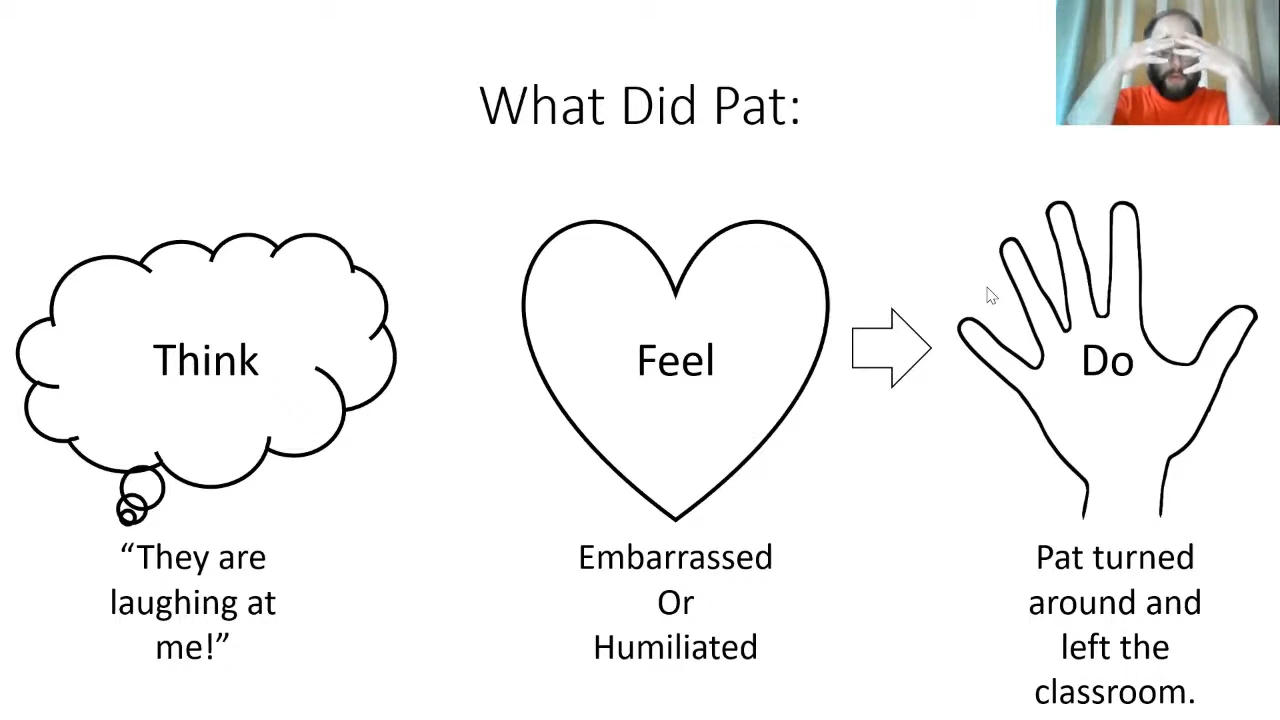 What Did Pat:
Think
Feel
Do
“They are
laughing at
me!”
Embarrassed
Or
Humiliated
Pat turned
around and
left the
classroom.